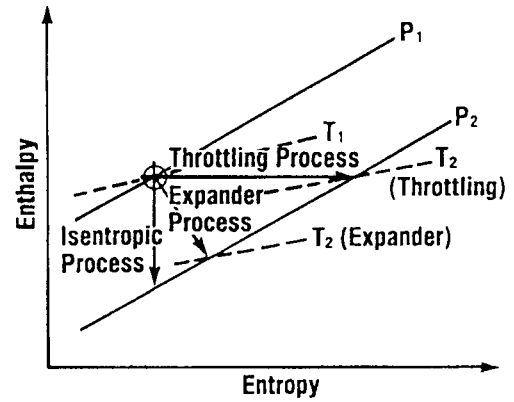 P1
P2
T1
Throttling Process
T2
(Throttling)
Expander
Process
Isentropic
Process
T2 (Expander)
Enthalpy
Entropy